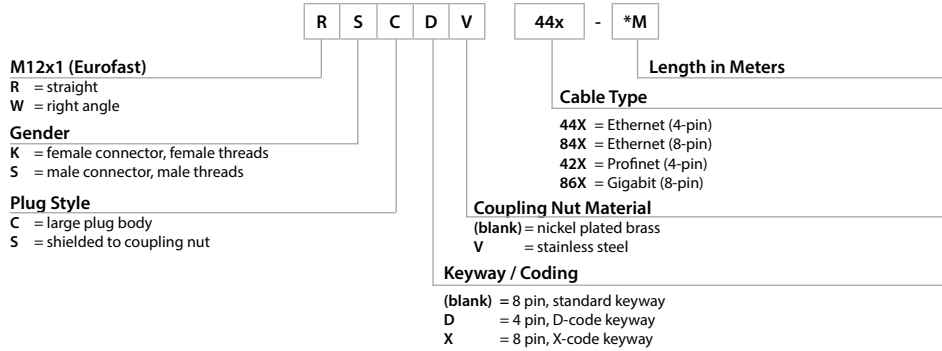 R S C D V 44x - *M
M12x1 (Eurofast)
R = straight
W = right angle
Gender
K = female connector, female threads
S = male connector, male threads
Plug Style
C = large plug body
S = shielded to coupling nut
Length in Meters
Cable Type
44X = Ethernet (4-pin)
84X = Ethernet (8-pin)
42X = Profinet (4-pin)
86X = Gigabit (8-pin)
Coupling Nut Material
(blank) = nickel plated brass
V = stainless steel
Keyway / Coding
(blank) = 8 pin, standard keyway
D = 4 pin, D-code keyway
X = 8 pin, X-code keyway